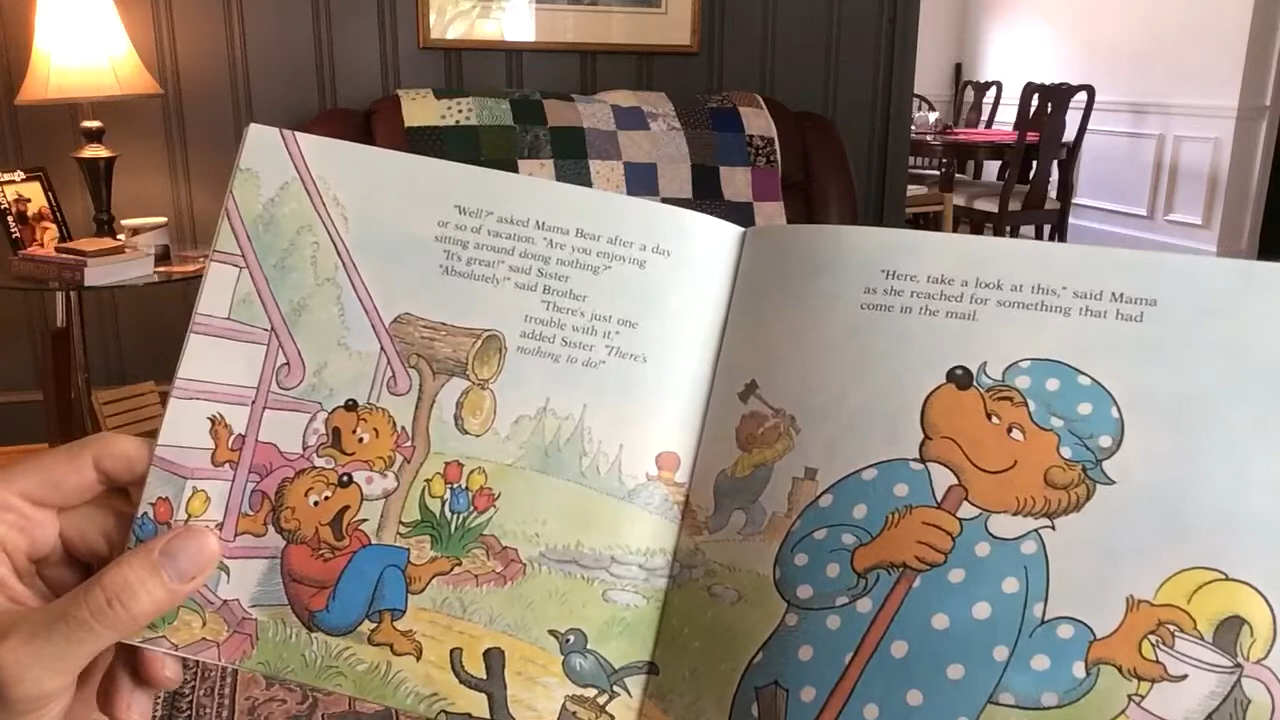 "Well?" asked Mama Bear after a day
or so of vacation. "Are you enjoying
sitting around doing nothing?"
"It's great!" said Sister
"Absolutely!" said Brother
"There's just one
trouble with it,"
added Sister. "There's
nothing to do!"
"Here, take a look at this," said Mama
as she reached for something that had
come in the mail.
Live